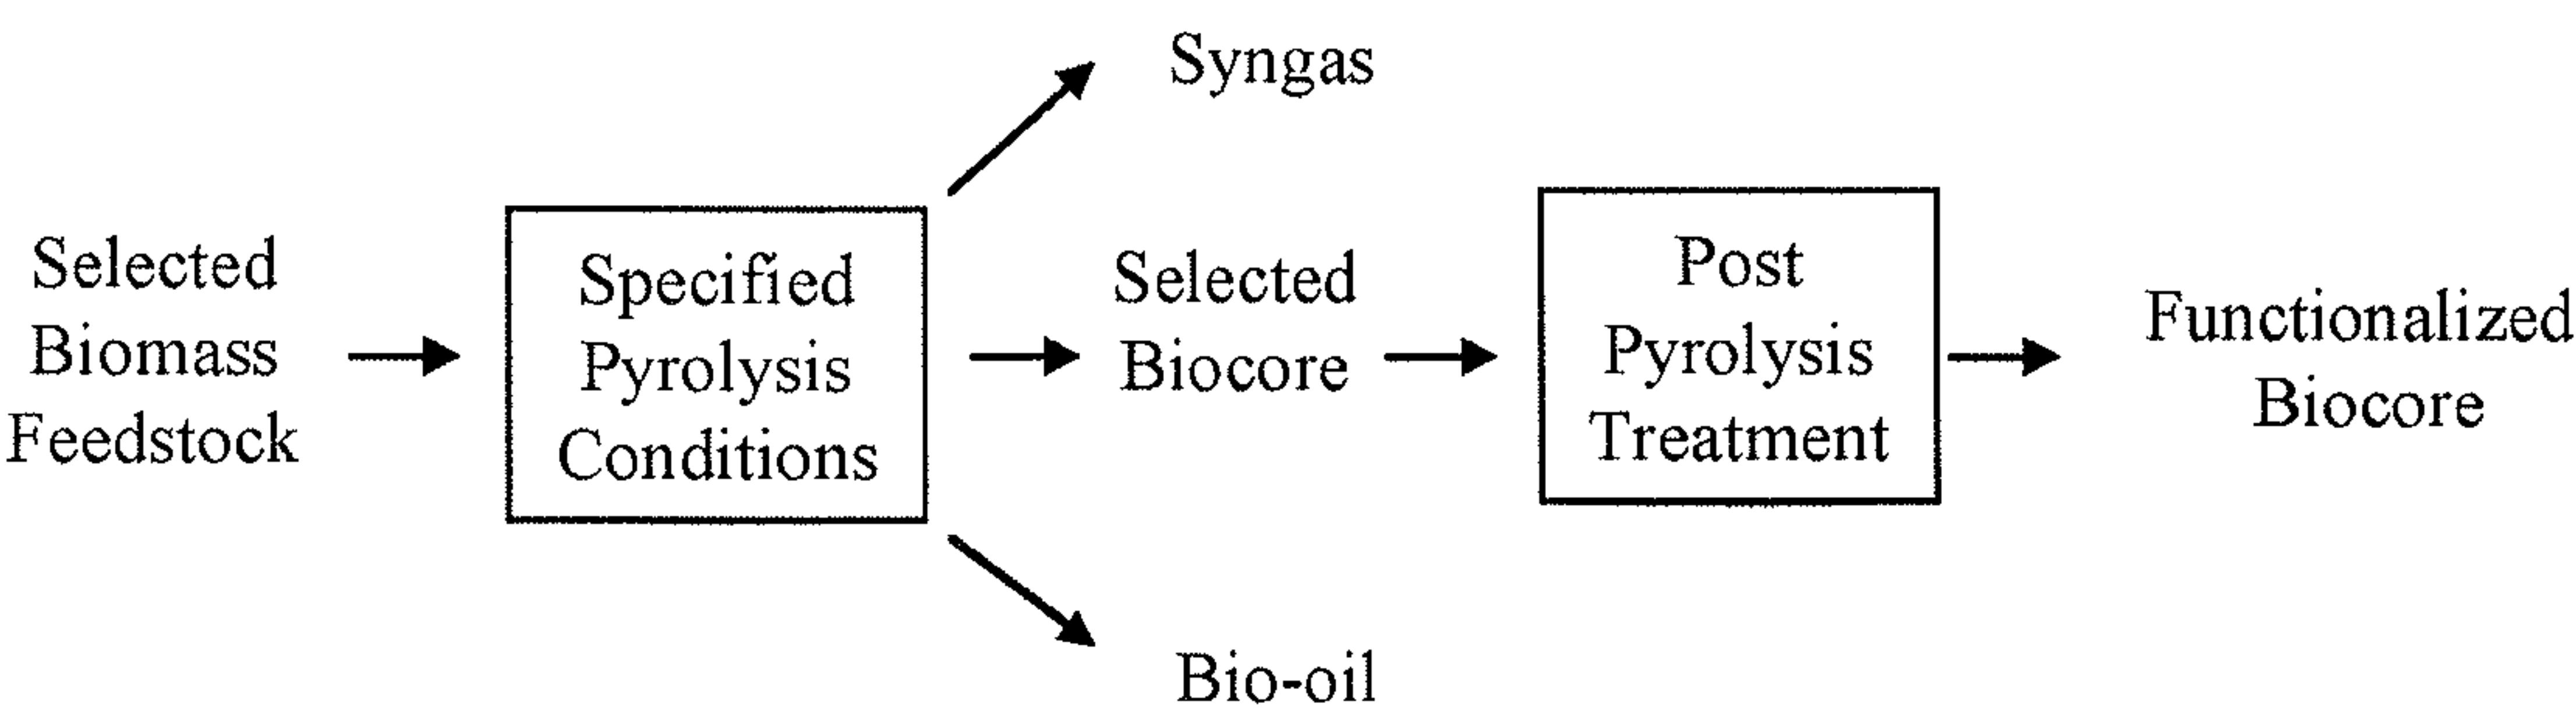 Selected
Biomass
Feedstock
Specified
Pyrolysis
Conditions
Syngas
Selected
Biocore
Bio-oil
Post
Pyrolysis
Treatment
Functionalized
Biocore